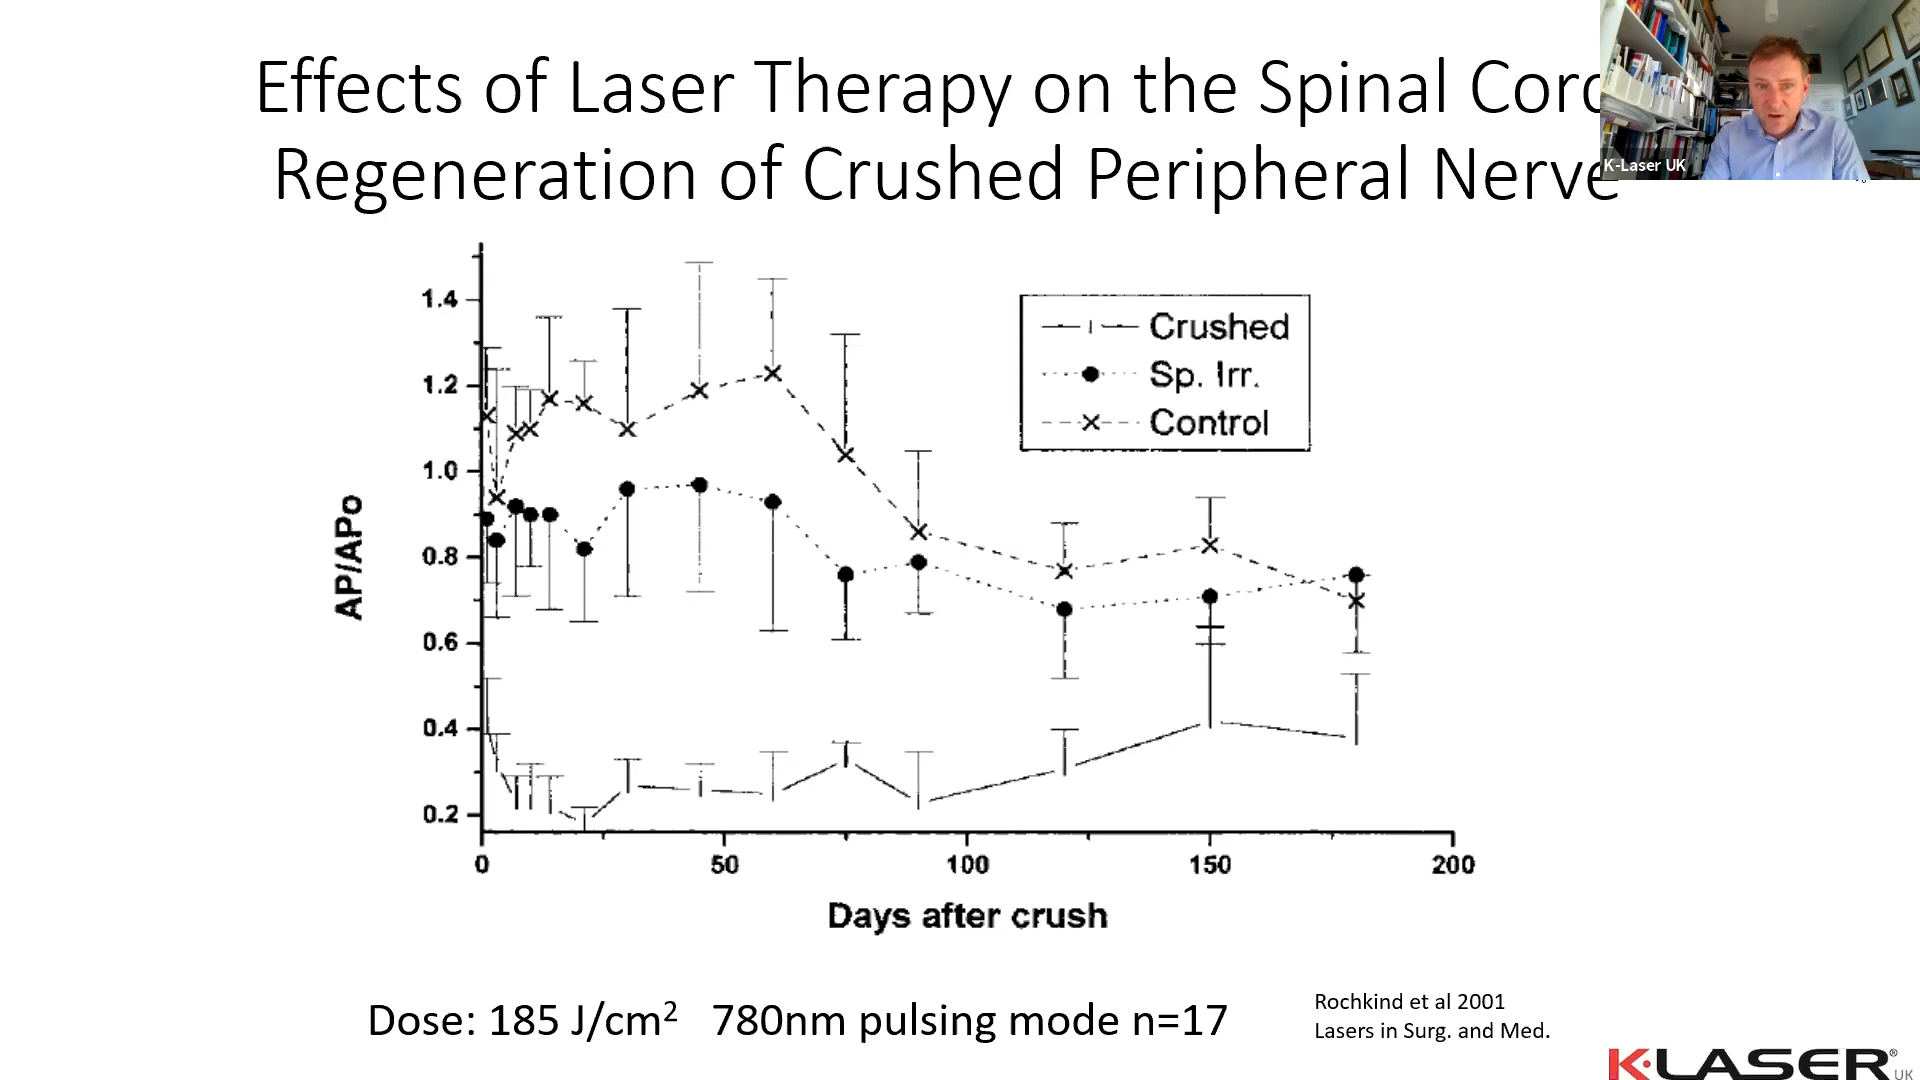 Effects of Laser Therapy on the Spinal Cord
Regeneration of Crushed Peripheral Nerve
K-Laser UK
1.4
1.2
1.0
0.8
0.6
0.4
0.2
AP/APo
Crushed
Sp. Irr.
Control
0 50 100 150 200
Days after crush
Dose: 185 J/cm² 780nm pulsing mode n=17
Rochkind et al 2001
Lasers in Surg. and Med.
K-LASER® UK